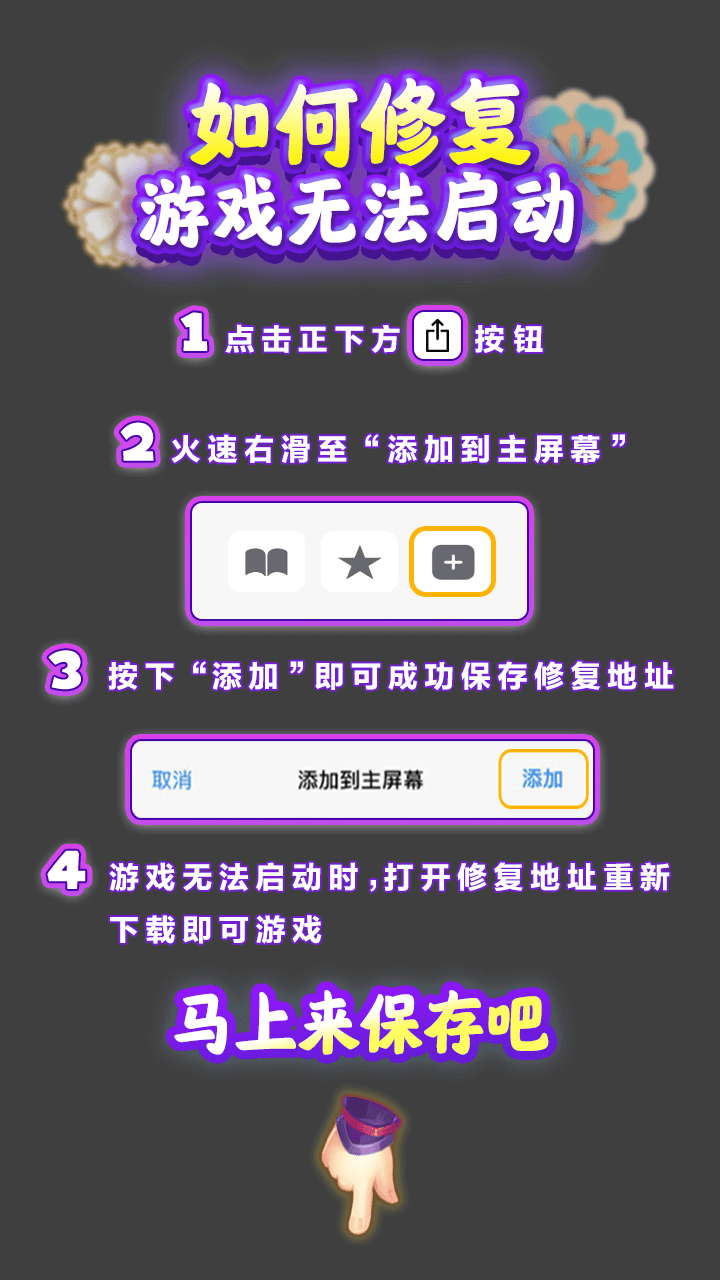 如何修复
游戏无法启动
1 点击正下方 按钮
2 火速右滑至“添加到主屏幕”
3 按下“添加”即可成功保存修复地址
取消 添加到主屏幕 添加
4 游戏无法启动时,打开修复地址重新
下载即可游戏
马上来保存吧